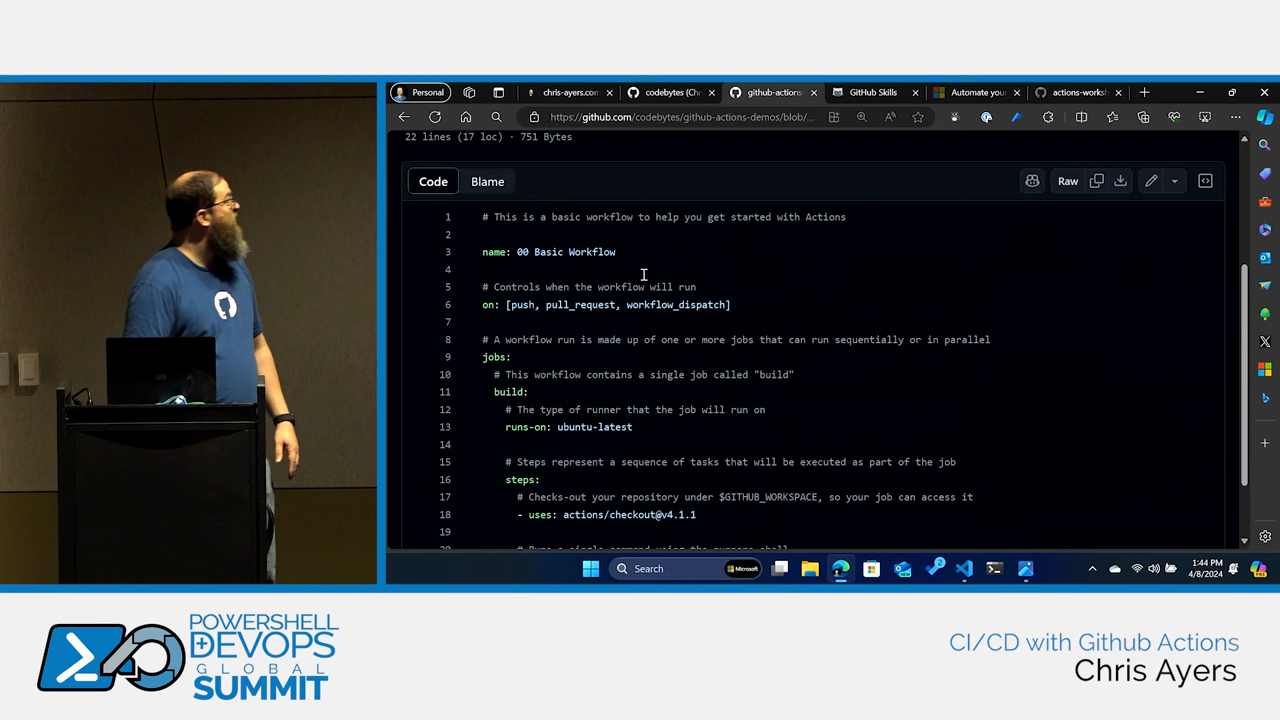 Personal
chris-ayers.com
codebytes (Chr
github-actions
GitHub Skills
Automate your
actions-works
https://github.com/codebytes/github-actions-demos/blob/...
22 lines (17 loc) · 751 Bytes
Code
Blame
Raw
1 # This is a basic workflow to help you get started with Actions
2
3 name: 00 Basic Workflow
4
5 # Controls when the workflow will run
6 on: [push, pull_request, workflow_dispatch]
7
8 # A workflow run is made up of one or more jobs that can run sequentially or in parallel
9 jobs:
10 # This workflow contains a single job called "build"
11 build:
12 # The type of runner that the job will run on
13 runs-on: ubuntu-latest
14
15 # Steps represent a sequence of tasks that will be executed as part of the job
16 steps:
17 # Checks-out your repository under $GITHUB_WORKSPACE, so your job can access it
18 - uses: actions/checkout@v4.1.1
19
Search
Microsoft
1:44 PM
4/8/2024
POWERSHELL
+DEVOPS
GLOBAL
SUMMIT
CI/CD with Github Actions
Chris Ayers